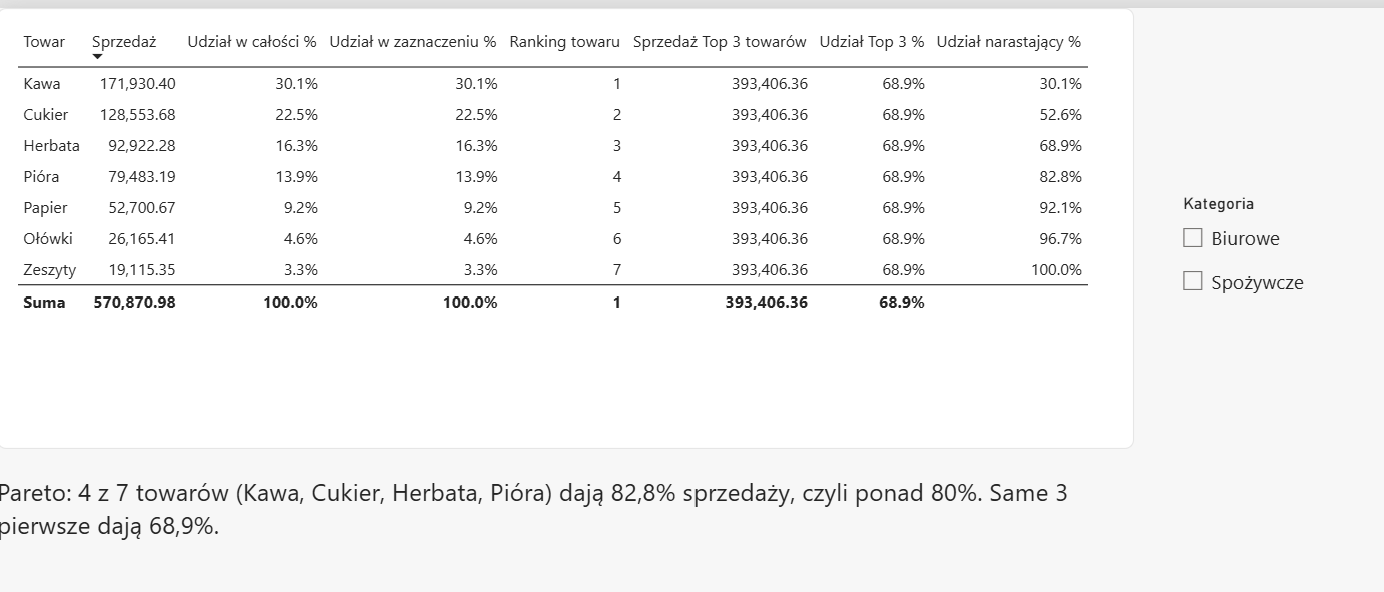 Towar Sprzedaż Udział w całości % Udział w zaznaczeniu % Ranking towaru Sprzedaż Top 3 towarów Udział Top 3 % Udział narastający %
Kawa 171,930.40 30.1% 30.1% 1 393,406.36 68.9% 30.1%
Cukier 128,553.68 22.5% 22.5% 2 393,406.36 68.9% 52.6%
Herbata 92,922.28 16.3% 16.3% 3 393,406.36 68.9% 68.9%
Pióra 79,483.19 13.9% 13.9% 4 393,406.36 68.9% 82.8%
Papier 52,700.67 9.2% 9.2% 5 393,406.36 68.9% 92.1%
Ołówki 26,165.41 4.6% 4.6% 6 393,406.36 68.9% 96.7%
Zeszyty 19,115.35 3.3% 3.3% 7 393,406.36 68.9% 100.0%
Suma 570,870.98 100.0% 100.0% 1 393,406.36 68.9%
Kategoria
Biurowe
Spożywcze
Pareto: 4 z 7 towarów (Kawa, Cukier, Herbata, Pióra) dają 82,8% sprzedaży, czyli ponad 80%. Same 3
pierwsze dają 68,9%.